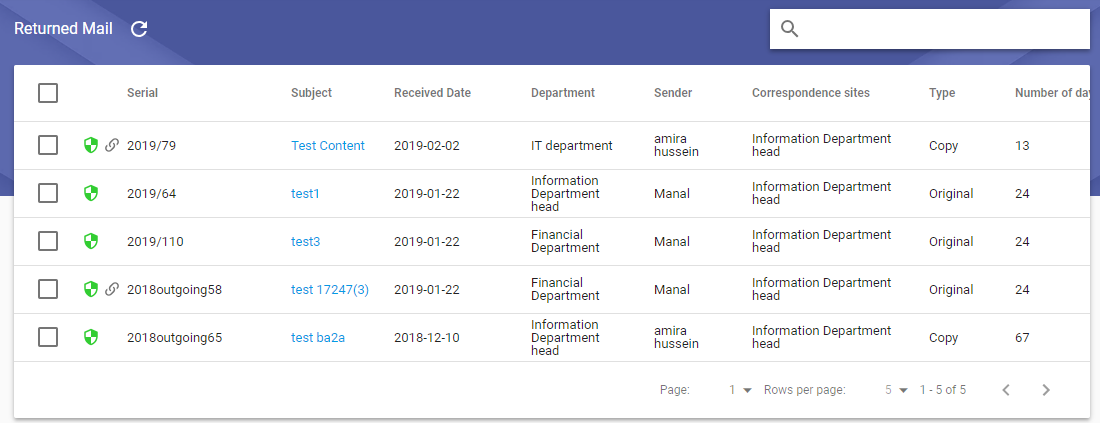 Returned Mail
Serial Subject Received Date Department Sender Correspondence sites Type Number of day
2019/79 Test Content 2019-02-02 IT department amira hussein Information Department head Copy 13
2019/64 test1 2019-01-22 Information Department head Manal Information Department head Original 24
2019/110 test3 2019-01-22 Financial Department Manal Information Department head Original 24
2018outgoing58 test 17247(3) 2019-01-22 Financial Department Manal Information Department head Original 24
2018outgoing65 test ba2a 2018-12-10 Information Department head amira hussein Information Department head Copy 67
Page: 1 Rows per page: 5 1 - 5 of 5